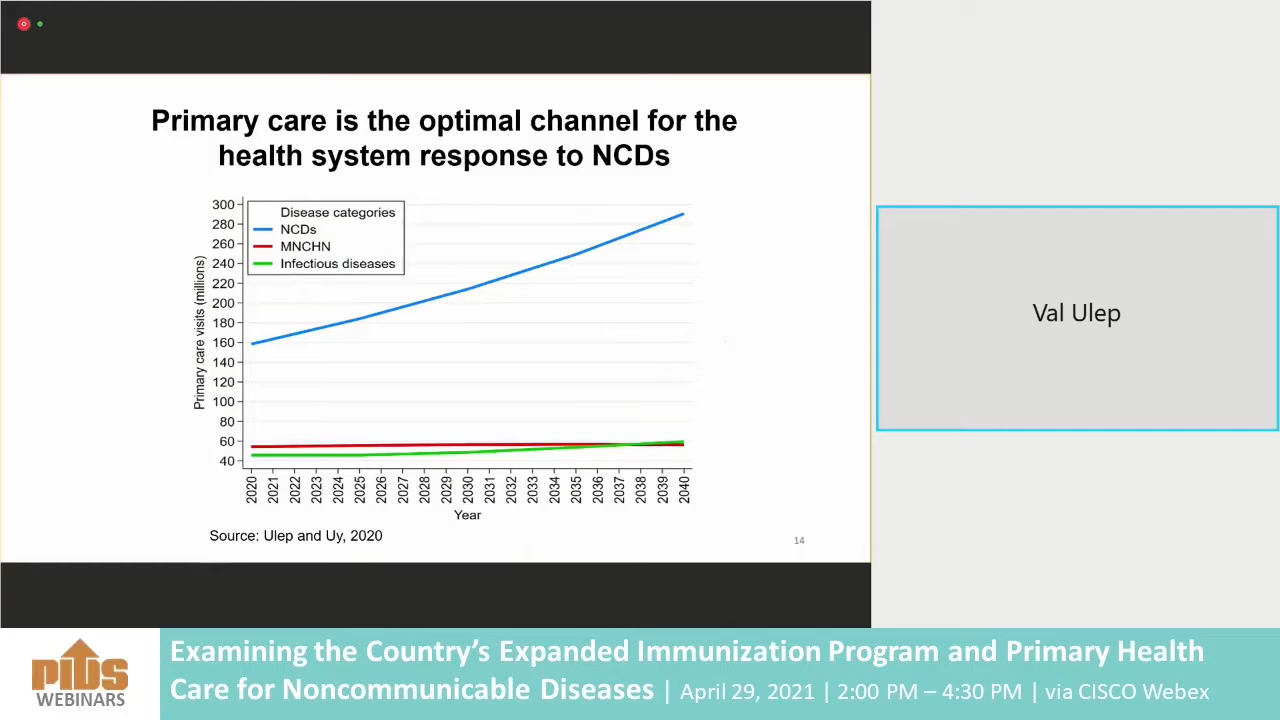 Primary care is the optimal channel for the
health system response to NCDs
Disease categories
NCDs
MNCHN
Infectious diseases
Primary care visits (millions)
300
280
260
240
220
200
180
160
140
120
100
80
60
40
2020 2021 2022 2023 2024 2025 2026 2027 2028 2029 2030 2031 2032 2033 2034 2035 2036 2037 2038 2039 2040
Year
Source: Ulep and Uy, 2020
14
Val Ulep
PIDS
WEBINARS
Examining the Country's Expanded Immunization Program and Primary Health
Care for Noncommunicable Diseases | April 29, 2021 | 2:00 PM – 4:30 PM | via CISCO Webex